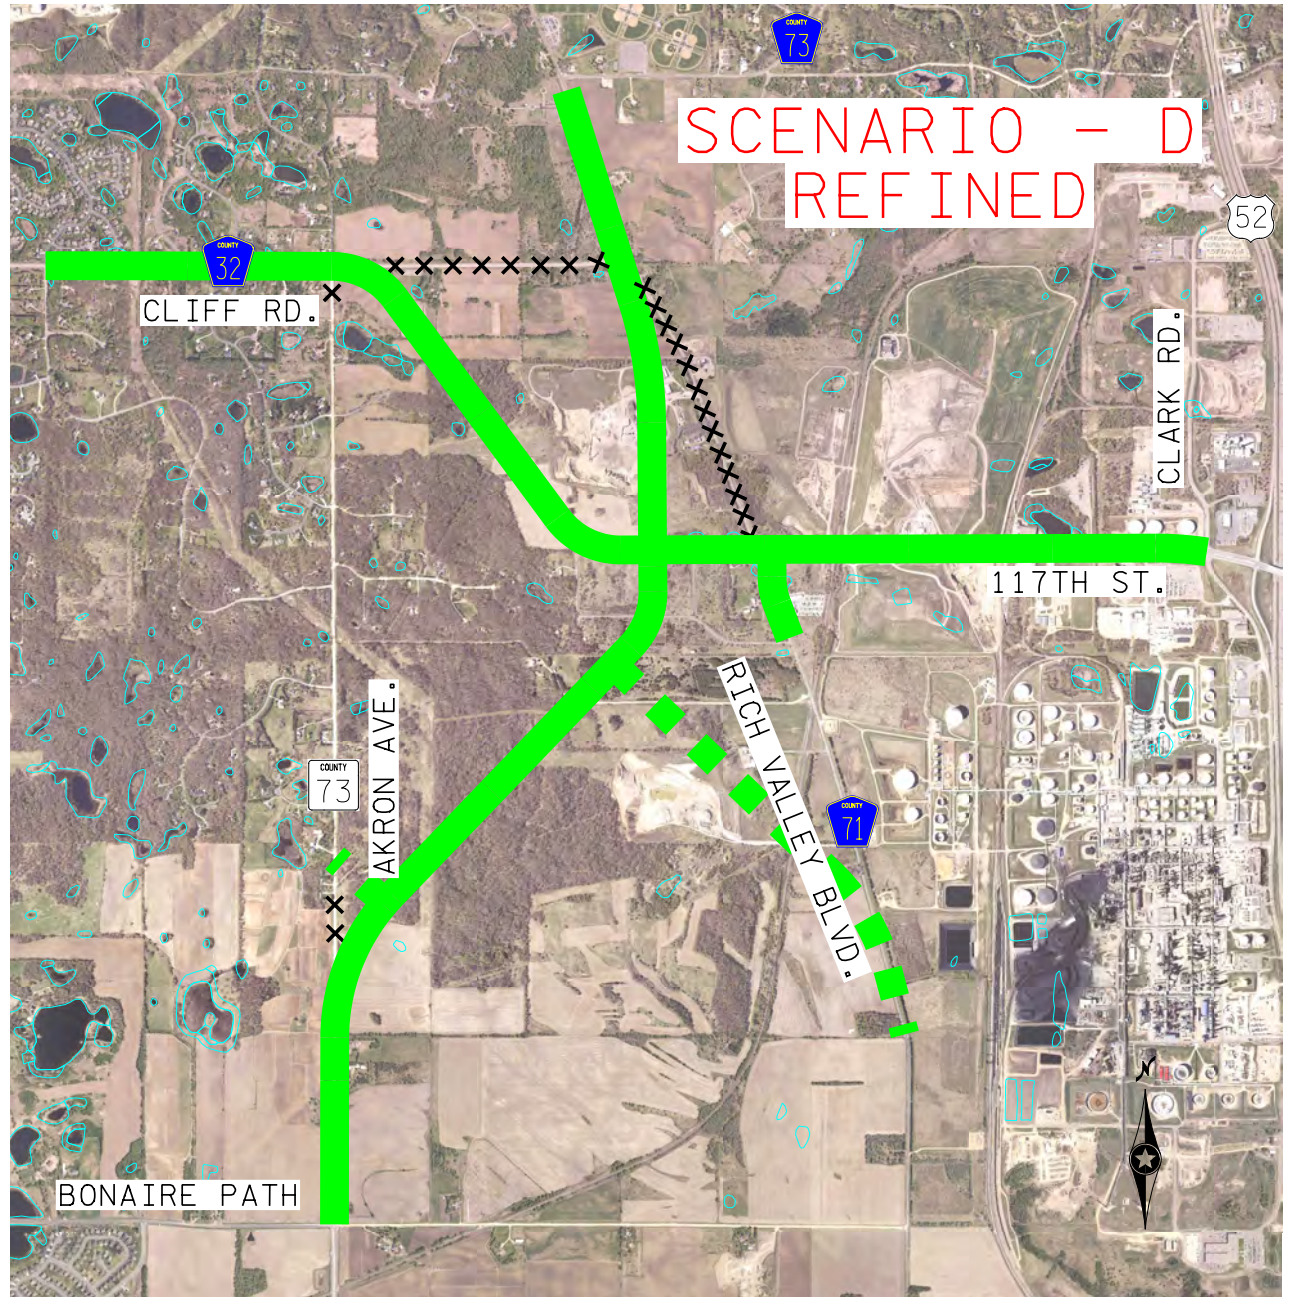 COUNTY
73
SCENARIO - D
REFINED
52
COUNTY
32
CLIFF RD.
CLARK RD.
117TH ST.
RICH VALLEY BLVD.
AKRON AVE.
COUNTY
73
COUNTY
71
N
BONAIRE PATH